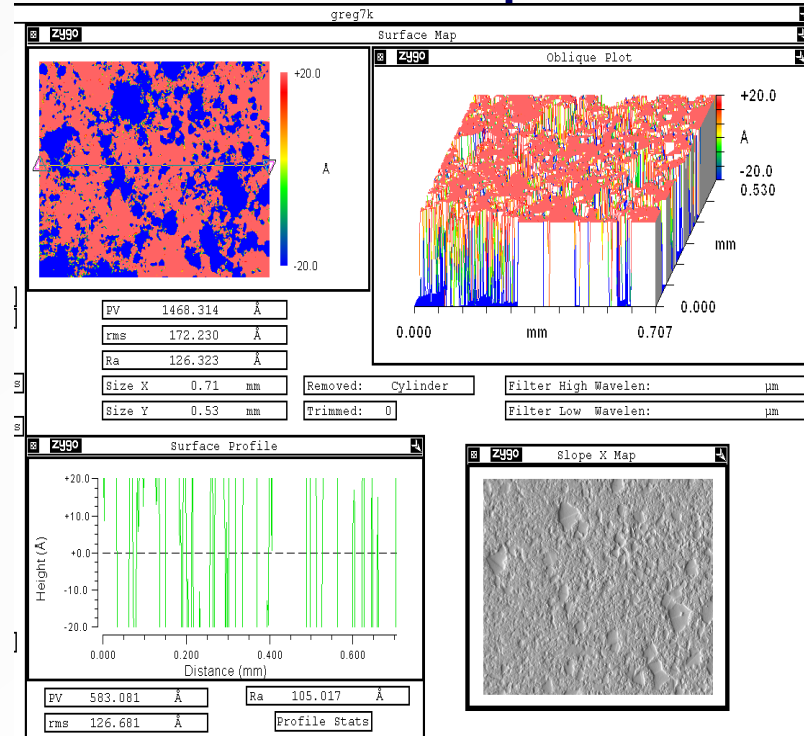 greg7k
zygo Surface Map
zygo Oblique Plot
+20.0
Å
-20.0
+20.0
Å
-20.0
0.530
mm
0.000
0.000 mm 0.707
PV 1468.314 Å
rms 172.230 Å
Ra 126.323 Å
Size X 0.71 mm
Size Y 0.53 mm
Removed: Cylinder
Trimmed: 0
Filter High Wavelen: µm
Filter Low Wavelen: µm
s
s
zygo Surface Profile
+20.0
+10.0
+0.0
-10.0
-20.0
Height (Å)
0.000 0.200 0.400 0.600
Distance (mm)
PV 583.081 Å
rms 126.681 Å
Ra 105.017 Å
Profile Stats
zygo Slope X Map